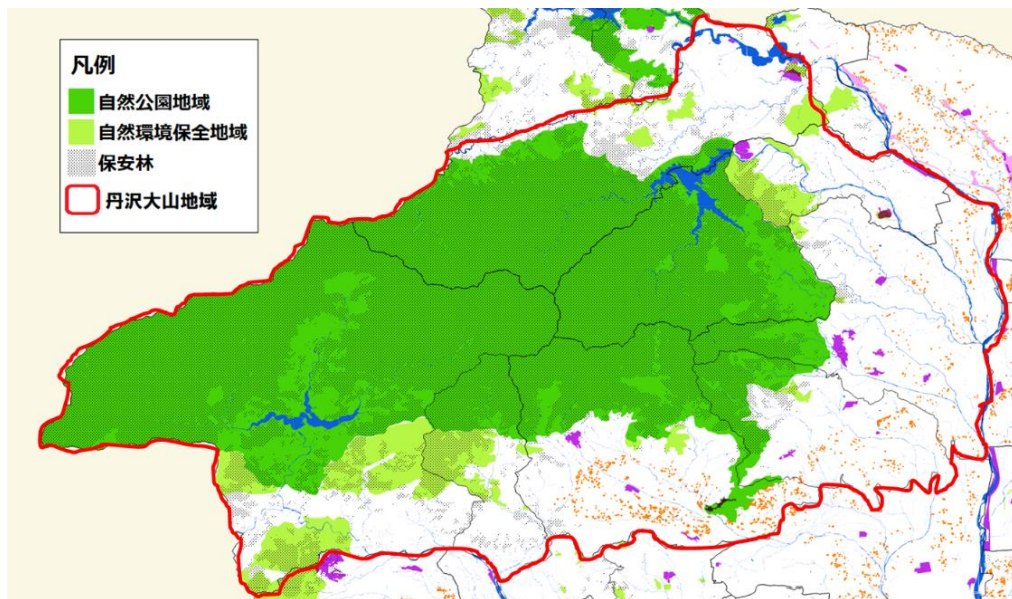 凡例
自然公園地域
自然環境保全地域
保安林
丹沢大山地域